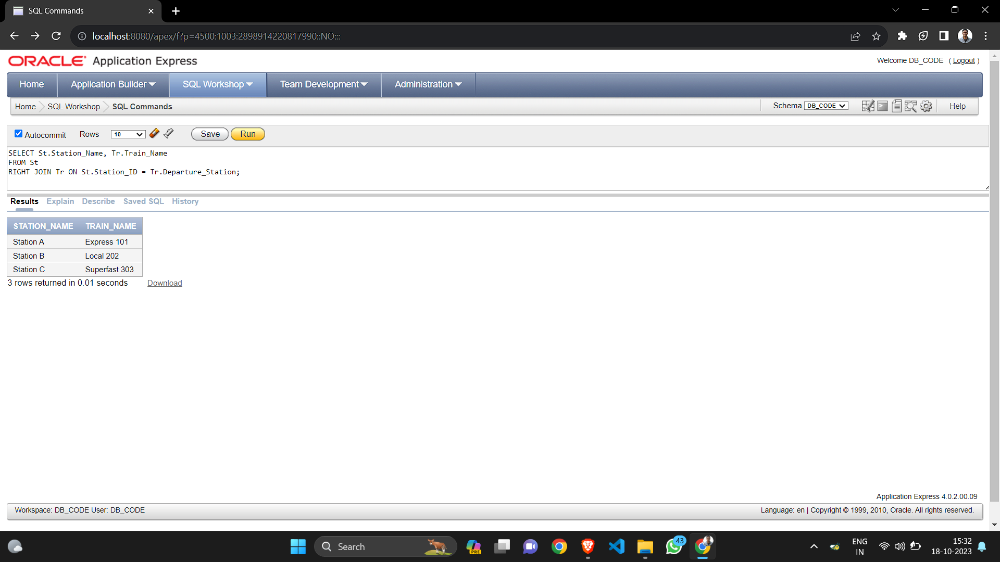 SQL Commands
localhost:8080/apex/f?p=4500:1003:2898914220817990::NO:::
ORACLE Application Express
Welcome DB_CODE ( Logout )
Home Application Builder SQL Workshop Team Development Administration
Home SQL Workshop SQL Commands Schema DB_CODE Help
Autocommit Rows 10 Save Run
SELECT St.Station_Name, Tr.Train_Name
FROM St
RIGHT JOIN Tr ON St.Station_ID = Tr.Departure_Station;
Results Explain Describe Saved SQL History
STATION_NAME TRAIN_NAME
Station A Express 101
Station B Local 202
Station C Superfast 303
3 rows returned in 0.01 seconds Download
Application Express 4.0.2.00.09
Workspace: DB_CODE User: DB_CODE Language: en | Copyright © 1999, 2010, Oracle. All rights reserved.
Search PRE 43 ENG 15:32
IN 18-10-2023